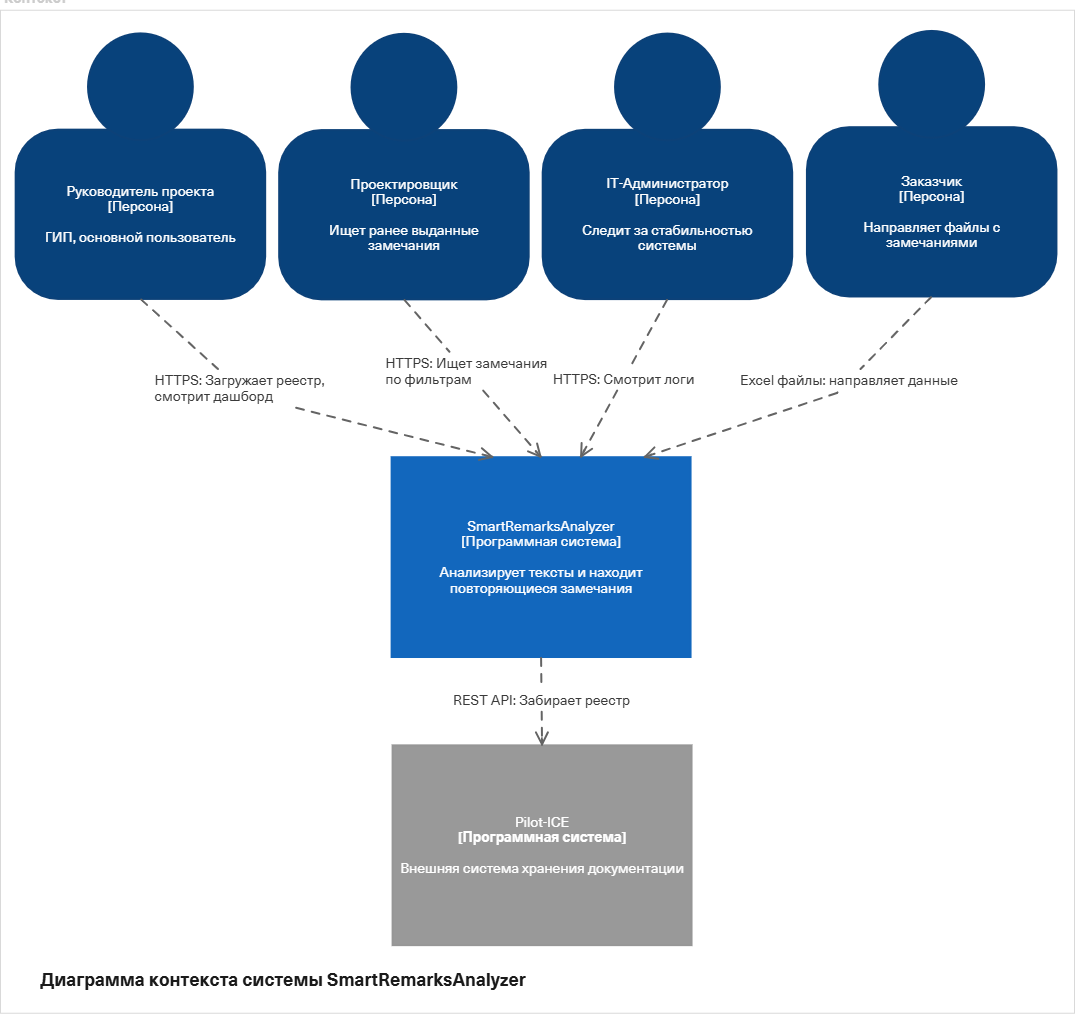 Контекст
Руководитель проекта
[Персона]
ГИП, основной пользователь
Проектировщик
[Персона]
Ищет ранее выданные
замечания
IT-Администратор
[Персона]
Следит за стабильностью
системы
Заказчик
[Персона]
Направляет файлы с
замечаниями
HTTPS: Загружает реестр,
смотрит дашборд
HTTPS: Ищет замечания
по фильтрам
HTTPS: Смотрит логи
Excel файлы: направляет данные
SmartRemarksAnalyzer
[Программная система]
Анализирует тексты и находит
повторяющиеся замечания
REST API: Забирает реестр
Pilot-ICE
[Программная система]
Внешняя система хранения документации
Диаграмма контекста системы SmartRemarksAnalyzer